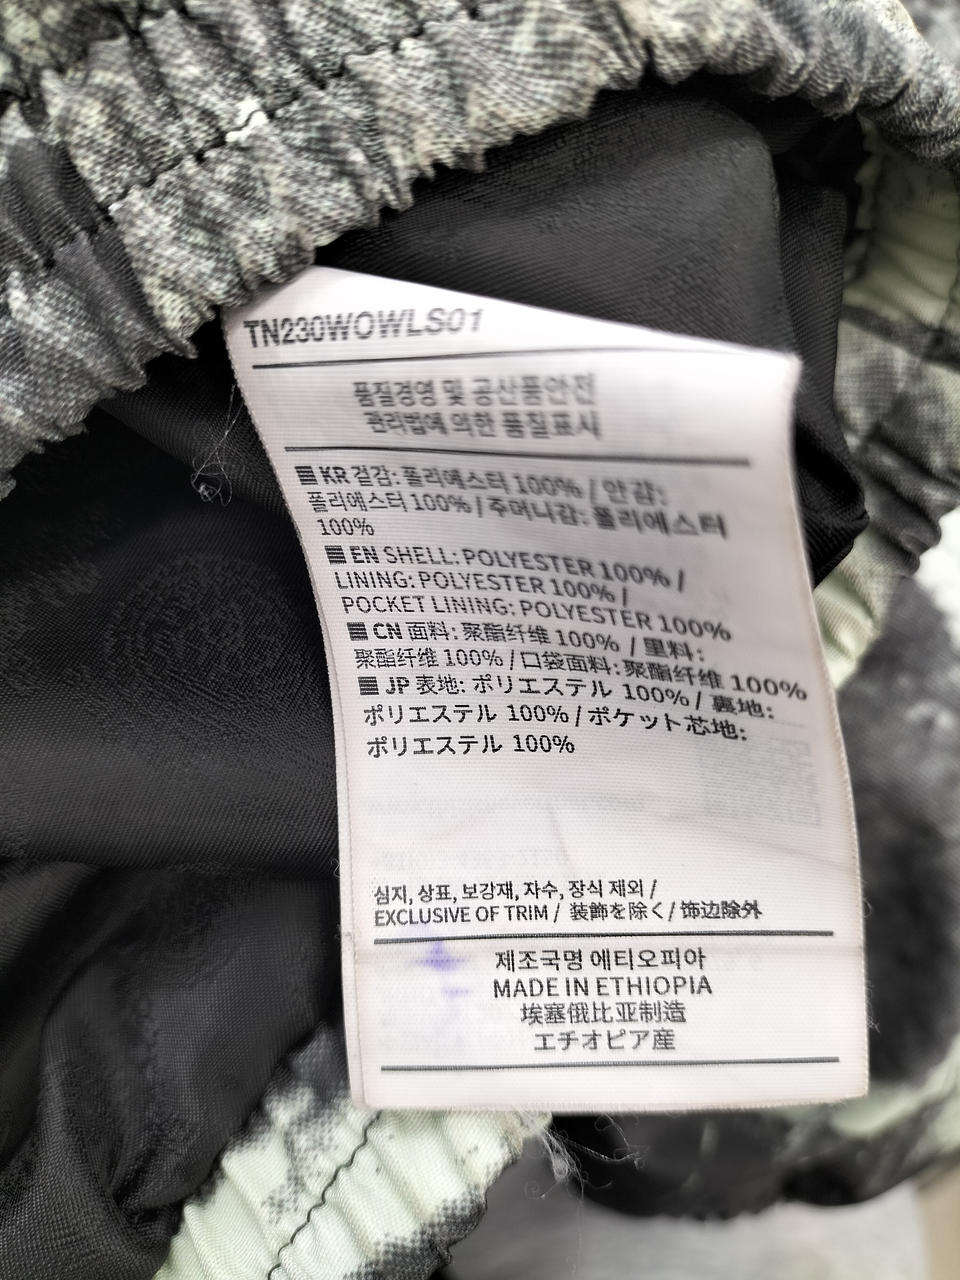 TN230WOWLS01
품질경영 및 공산품안전
관리법에 의한 품질표시
KR 겉감: 폴리에스터 100% / 안감:
폴리에스터 100% / 주머니감: 폴리에스터
100%
EN SHELL: POLYESTER 100% /
LINING: POLYESTER 100% /
POCKET LINING: POLYESTER 100%
CN 面料: 聚酯纤维 100% / 里料:
聚酯纤维 100% / 口袋面料: 聚酯纤维 100%
JP 表地: ポリエステル 100% / 裏地:
ポリエステル 100% / ポケット芯地:
ポリエステル 100%
심지, 상표, 보강재, 자수, 장식 제외 /
EXCLUSIVE OF TRIM / 装飾を除く / 饰边除外
제조국명 에티오피아
MADE IN ETHIOPIA
埃塞俄比亚制造
エチオピア産